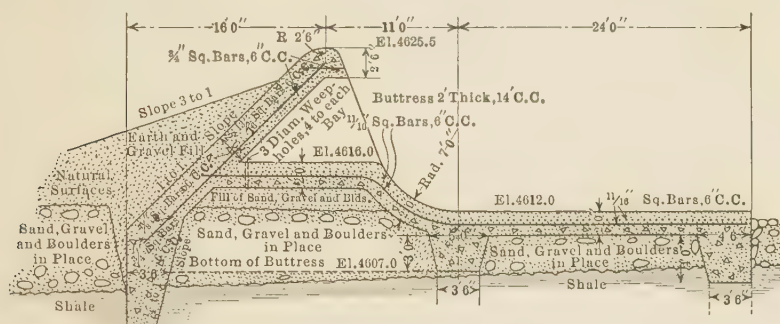 16'0"
11'0"
24'0"
R 2'6"
¾" Sq. Bars, 6" C.C.
El. 4625.5
2'6"
Slope 3 to 1
Earth and
Gravel Fill
1 to 1 Slope
3" Diam. Weep-
holes, 4 to each
Bay
Buttress 2' Thick, 14' C.C.
11/16" Sq. Bars, 6" C.C.
El. 4616.0
Rad. 7'0"
Natural
Surfaces
Fill of Sand, Gravel and Blds.
El. 4612.0
11/16" Sq. Bars, 6" C.C.
Sand, Gravel
and Boulders
in Place
Sand, Gravel and Boulders
in Place
Bottom of Buttress El. 4607.0
Slope
Sand, Gravel and Boulders
in Place
3'6"
3'6"
3'6"
Shale
Shale